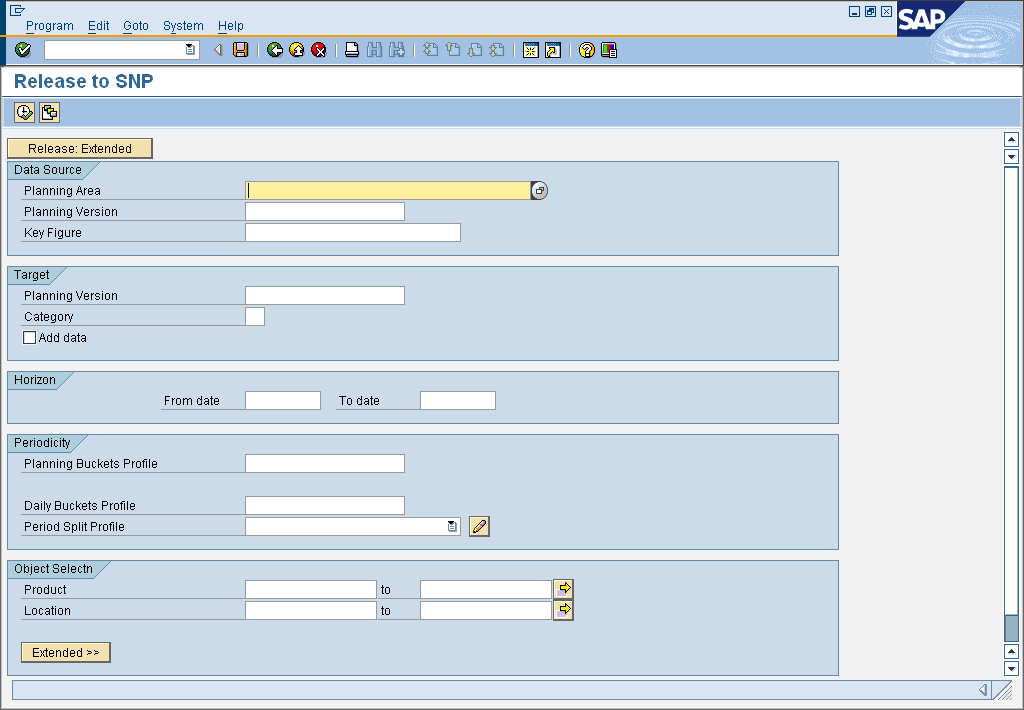 Program Edit Goto System Help
SAP
Release to SNP
Release: Extended
Data Source
Planning Area
Planning Version
Key Figure
Target
Planning Version
Category
Add data
Horizon
From date To date
Periodicity
Planning Buckets Profile
Daily Buckets Profile
Period Split Profile
Object Selectn
Product to
Location to
Extended >>